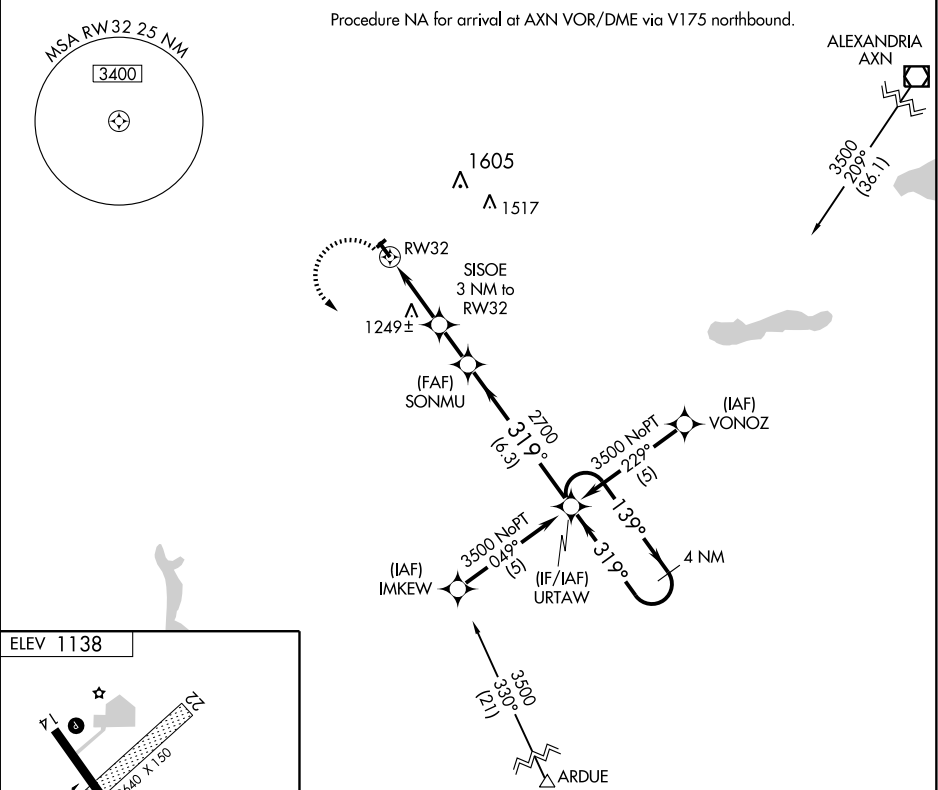 Procedure NA for arrival at AXN VOR/DME via V175 northbound.
MSA RW32 25 NM
3400
ALEXANDRIA
AXN
3500
209°
(36.1)
1605
1517
RW32
SISOE
3 NM to
RW32
1249±
(FAF)
SONMU
2700
319°
(6.3)
(IAF)
VONOZ
3500 NoPT
229°
(5)
139°
319°
4 NM
3500 NoPT
049°
(5)
(IAF)
IMKEW
(IF/IAF)
URTAW
3500
330°
(21)
ARDUE
ELEV 1138
14
P
22
X 150